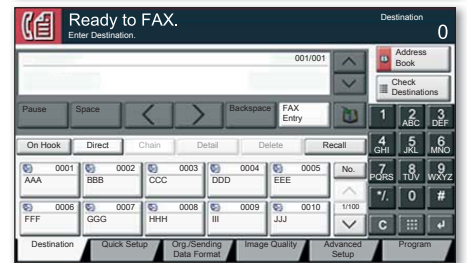 Ready to FAX.
Enter Destination.
Destination
0
001/001
Address
Book
Check
Destinations
Pause Space Backspace FAX
Entry
1 2 ABC 3 DEF
On Hook Direct Chain Detail Delete Recall
4 GHI 5 JKL 6 MNO
0001 0002 0003 0004 0005 No.
AAA BBB CCC DDD EEE
7 PQRS 8 TUV 9 WXYZ
0006 0007 0008 0009 0010 1/100
FFF GGG HHH III JJJ
*/. 0 #
C
Destination Quick Setup Org./Sending
Data Format Image Quality Advanced
Setup Program